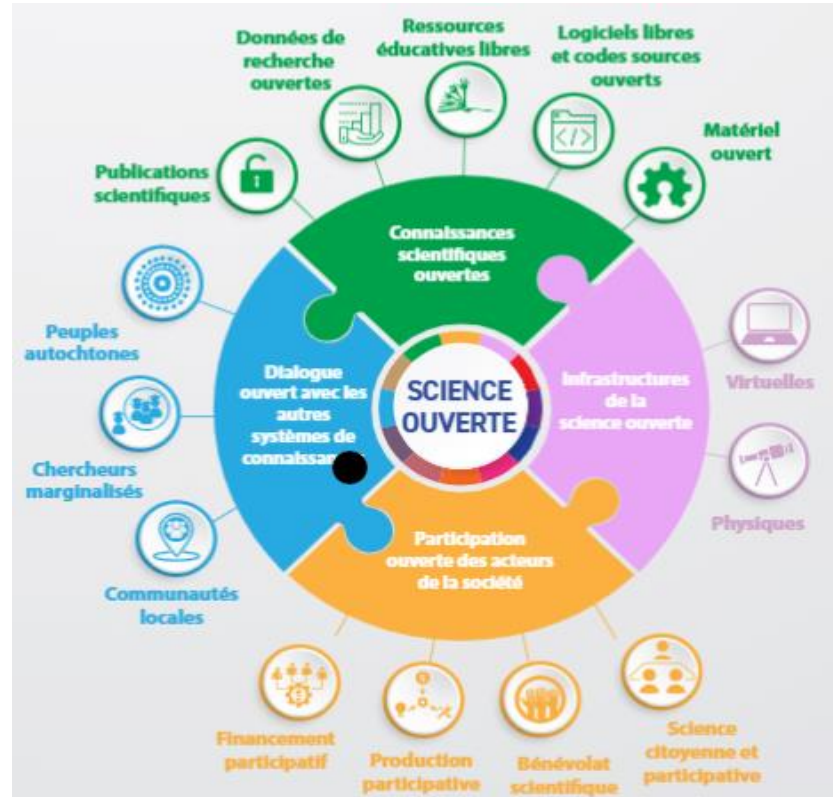 Ressources
éducatives libres
Logiciels libres
et codes sources
ouverts
Données de
recherche
ouvertes
Matériel
ouvert
Publications
scientifiques
Connaissances
scientifiques
ouvertes
Peuples
autochtones
Dialogue
ouvert avec les
autres
systèmes de
SCIENCE
OUVERTE
Infrastructures
de la
science ouverte
Virtuelles
Chercheurs
marginalisés
Physiques
Participation
ouverte des acteurs
de la société
Communautés
locales
Financement
participatif
Production
participative
Bénévolat
scientifique
Science
citoyenne et
participative